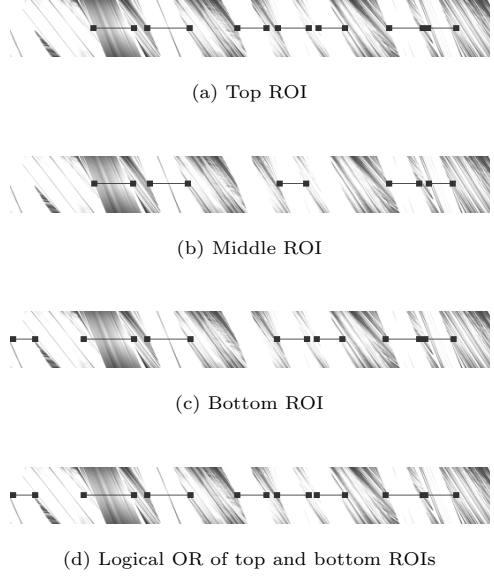 (a) Top ROI
(b) Middle ROI
(c) Bottom ROI
(d) Logical OR of top and bottom ROIs